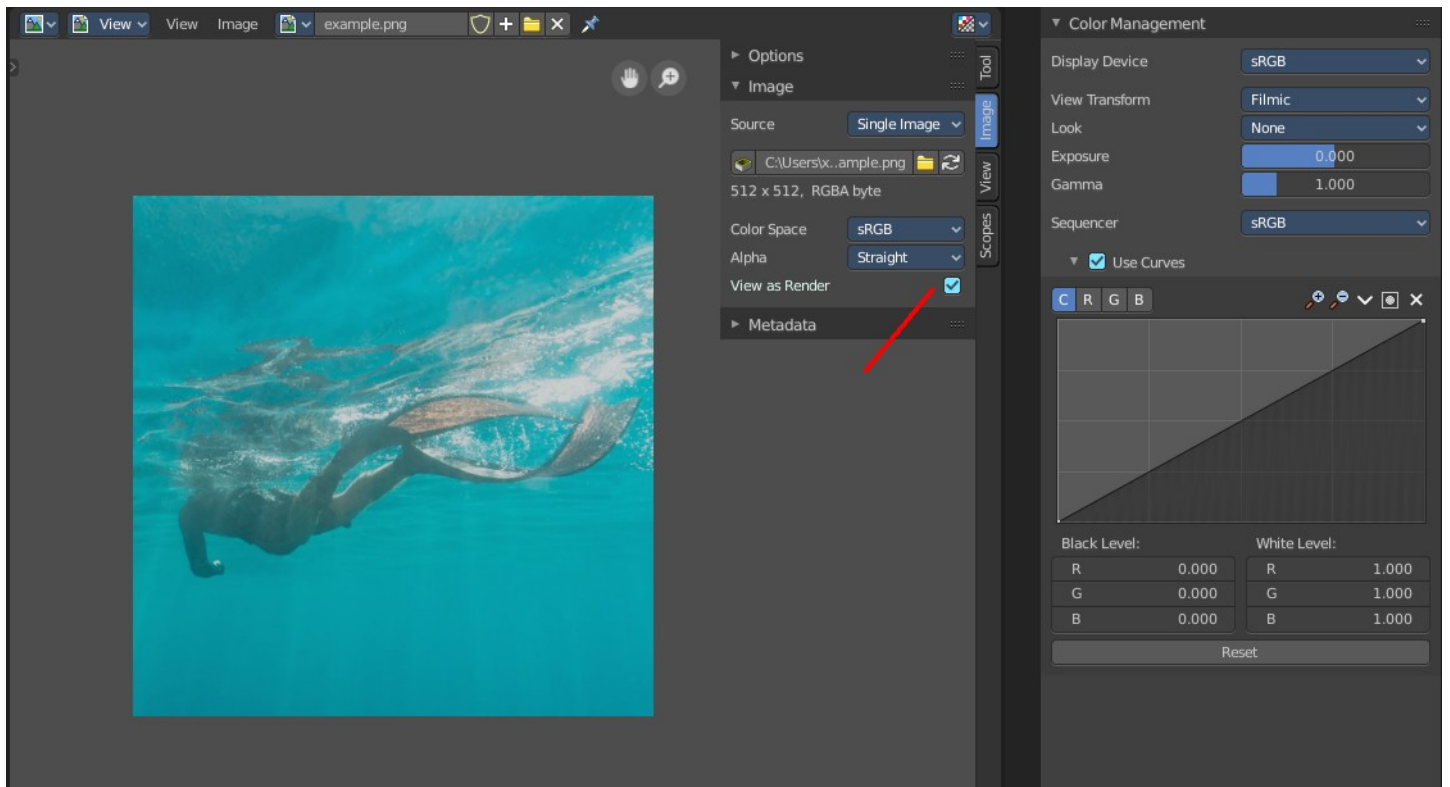 View View Image example.png
Options
Image
Source Single Image
C:\Users\x..ample.png
512 x 512, RGBA byte
Color Space sRGB
Alpha Straight
View as Render
Metadata
Tool
Image
View
Scopes
Color Management
Display Device sRGB
View Transform Filmic
Look None
Exposure 0.000
Gamma 1.000
Sequencer sRGB
Use Curves
C R G B
Black Level: White Level:
R 0.000 R 1.000
G 0.000 G 1.000
B 0.000 B 1.000
Reset